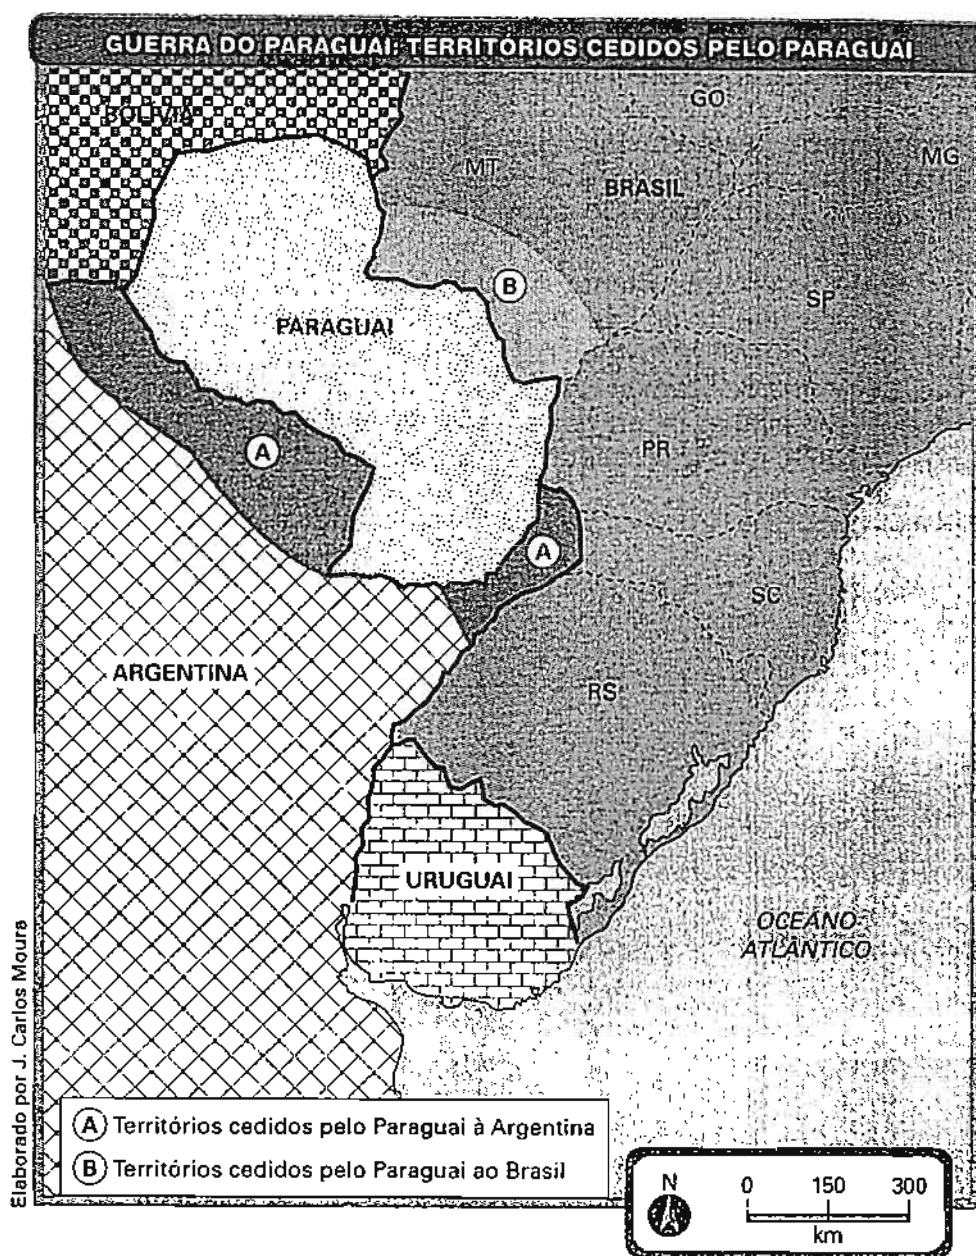 GUERRA DO PARAGUAI: TERRITÓRIOS CEDIDOS PELO PARAGUAI
BOLÍVIA
GO
MT
BRASIL
MG
B
SP
PARAGUAI
A
PR
A
SC
ARGENTINA
RS
URUGUAI
OCEANO
ATLÂNTICO
Elaborado por J. Carlos Moura
A Territórios cedidos pelo Paraguai à Argentina
B Territórios cedidos pelo Paraguai ao Brasil
N
0 150 300
km